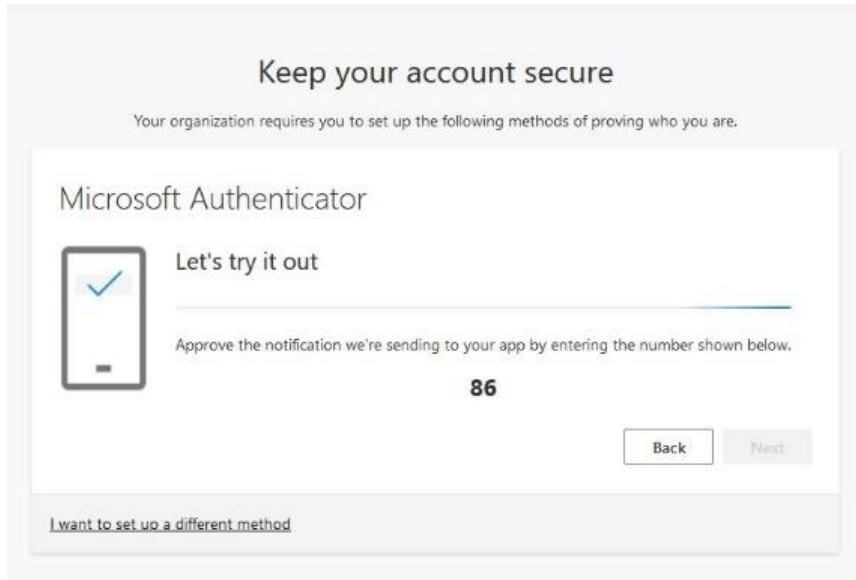 Keep your account secure
Your organization requires you to set up the following methods of proving who you are.
Microsoft Authenticator
Let's try it out
Approve the notification we're sending to your app by entering the number shown below.
86
Back
Next
I want to set up a different method